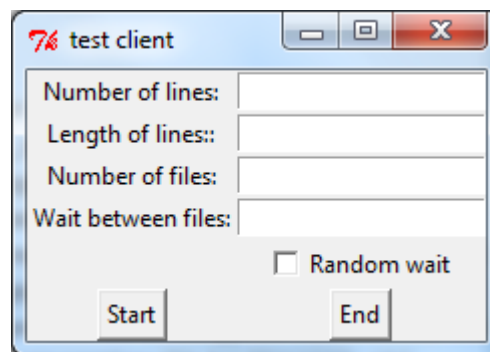 test client
Number of lines:
Length of lines::
Number of files:
Wait between files:
Random wait
Start End